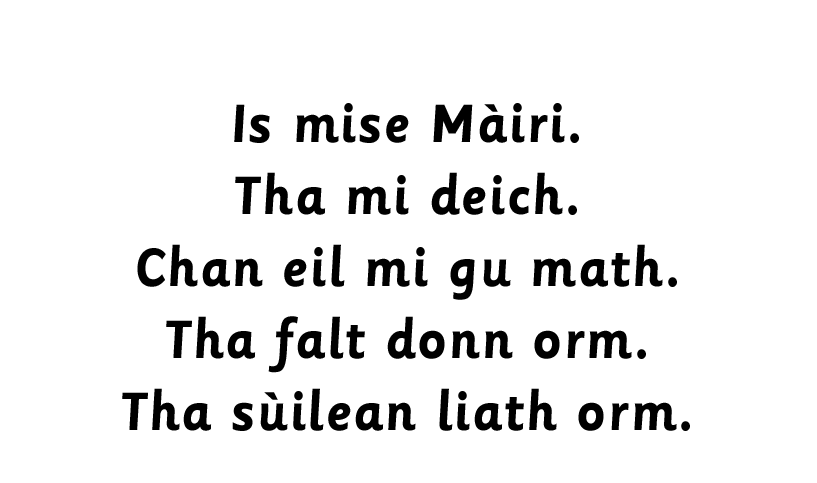 Is mise Màiri.
Tha mi deich.
Chan eil mi gu math.
Tha falt donn orm.
Tha sùilean liath orm.